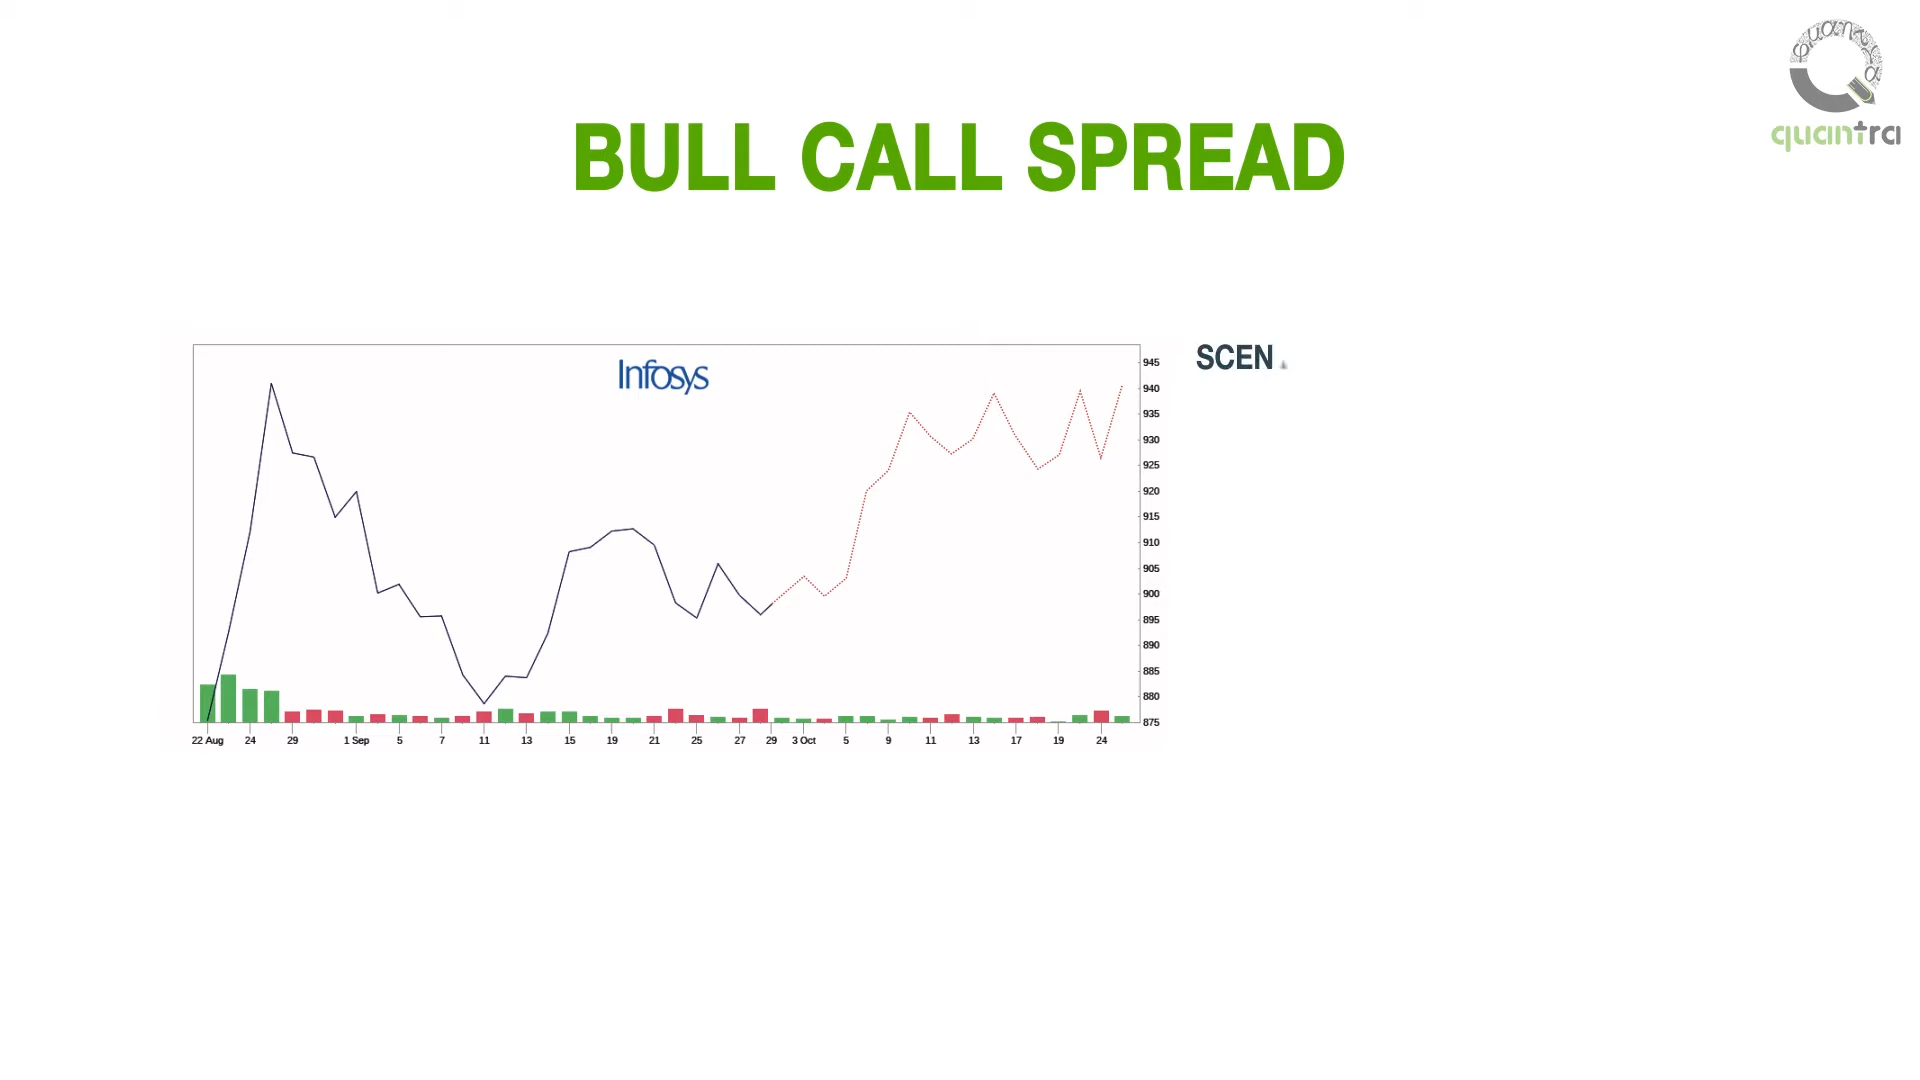 quantra
quantra
BULL CALL SPREAD
Infosys
SCEN
945
940
935
930
925
920
915
910
905
900
895
890
885
880
875
22 Aug 24 29 1 Sep 5 7 11 13 15 19 21 25 27 29 3 Oct 5 9 11 13 17 19 24